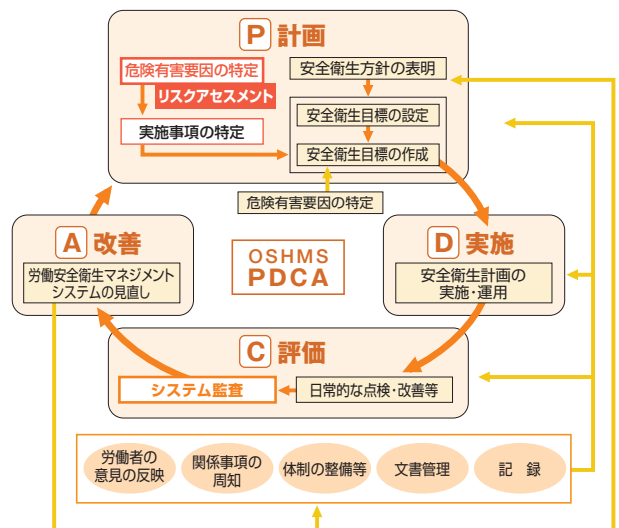 P 計画
危険有害要因の特定
リスクアセスメント
実施事項の特定
安全衛生方針の表明
安全衛生目標の設定
安全衛生目標の作成
危険有害要因の特定
A 改善
労働安全衛生マネジメント
システムの見直し
OSHMS
PDCA
D 実施
安全衛生計画の
実施・運用
C 評価
システム監査
日常的な点検・改善等
労働者の
意見の反映
関係事項の
周知
体制の整備等
文書管理
記 録